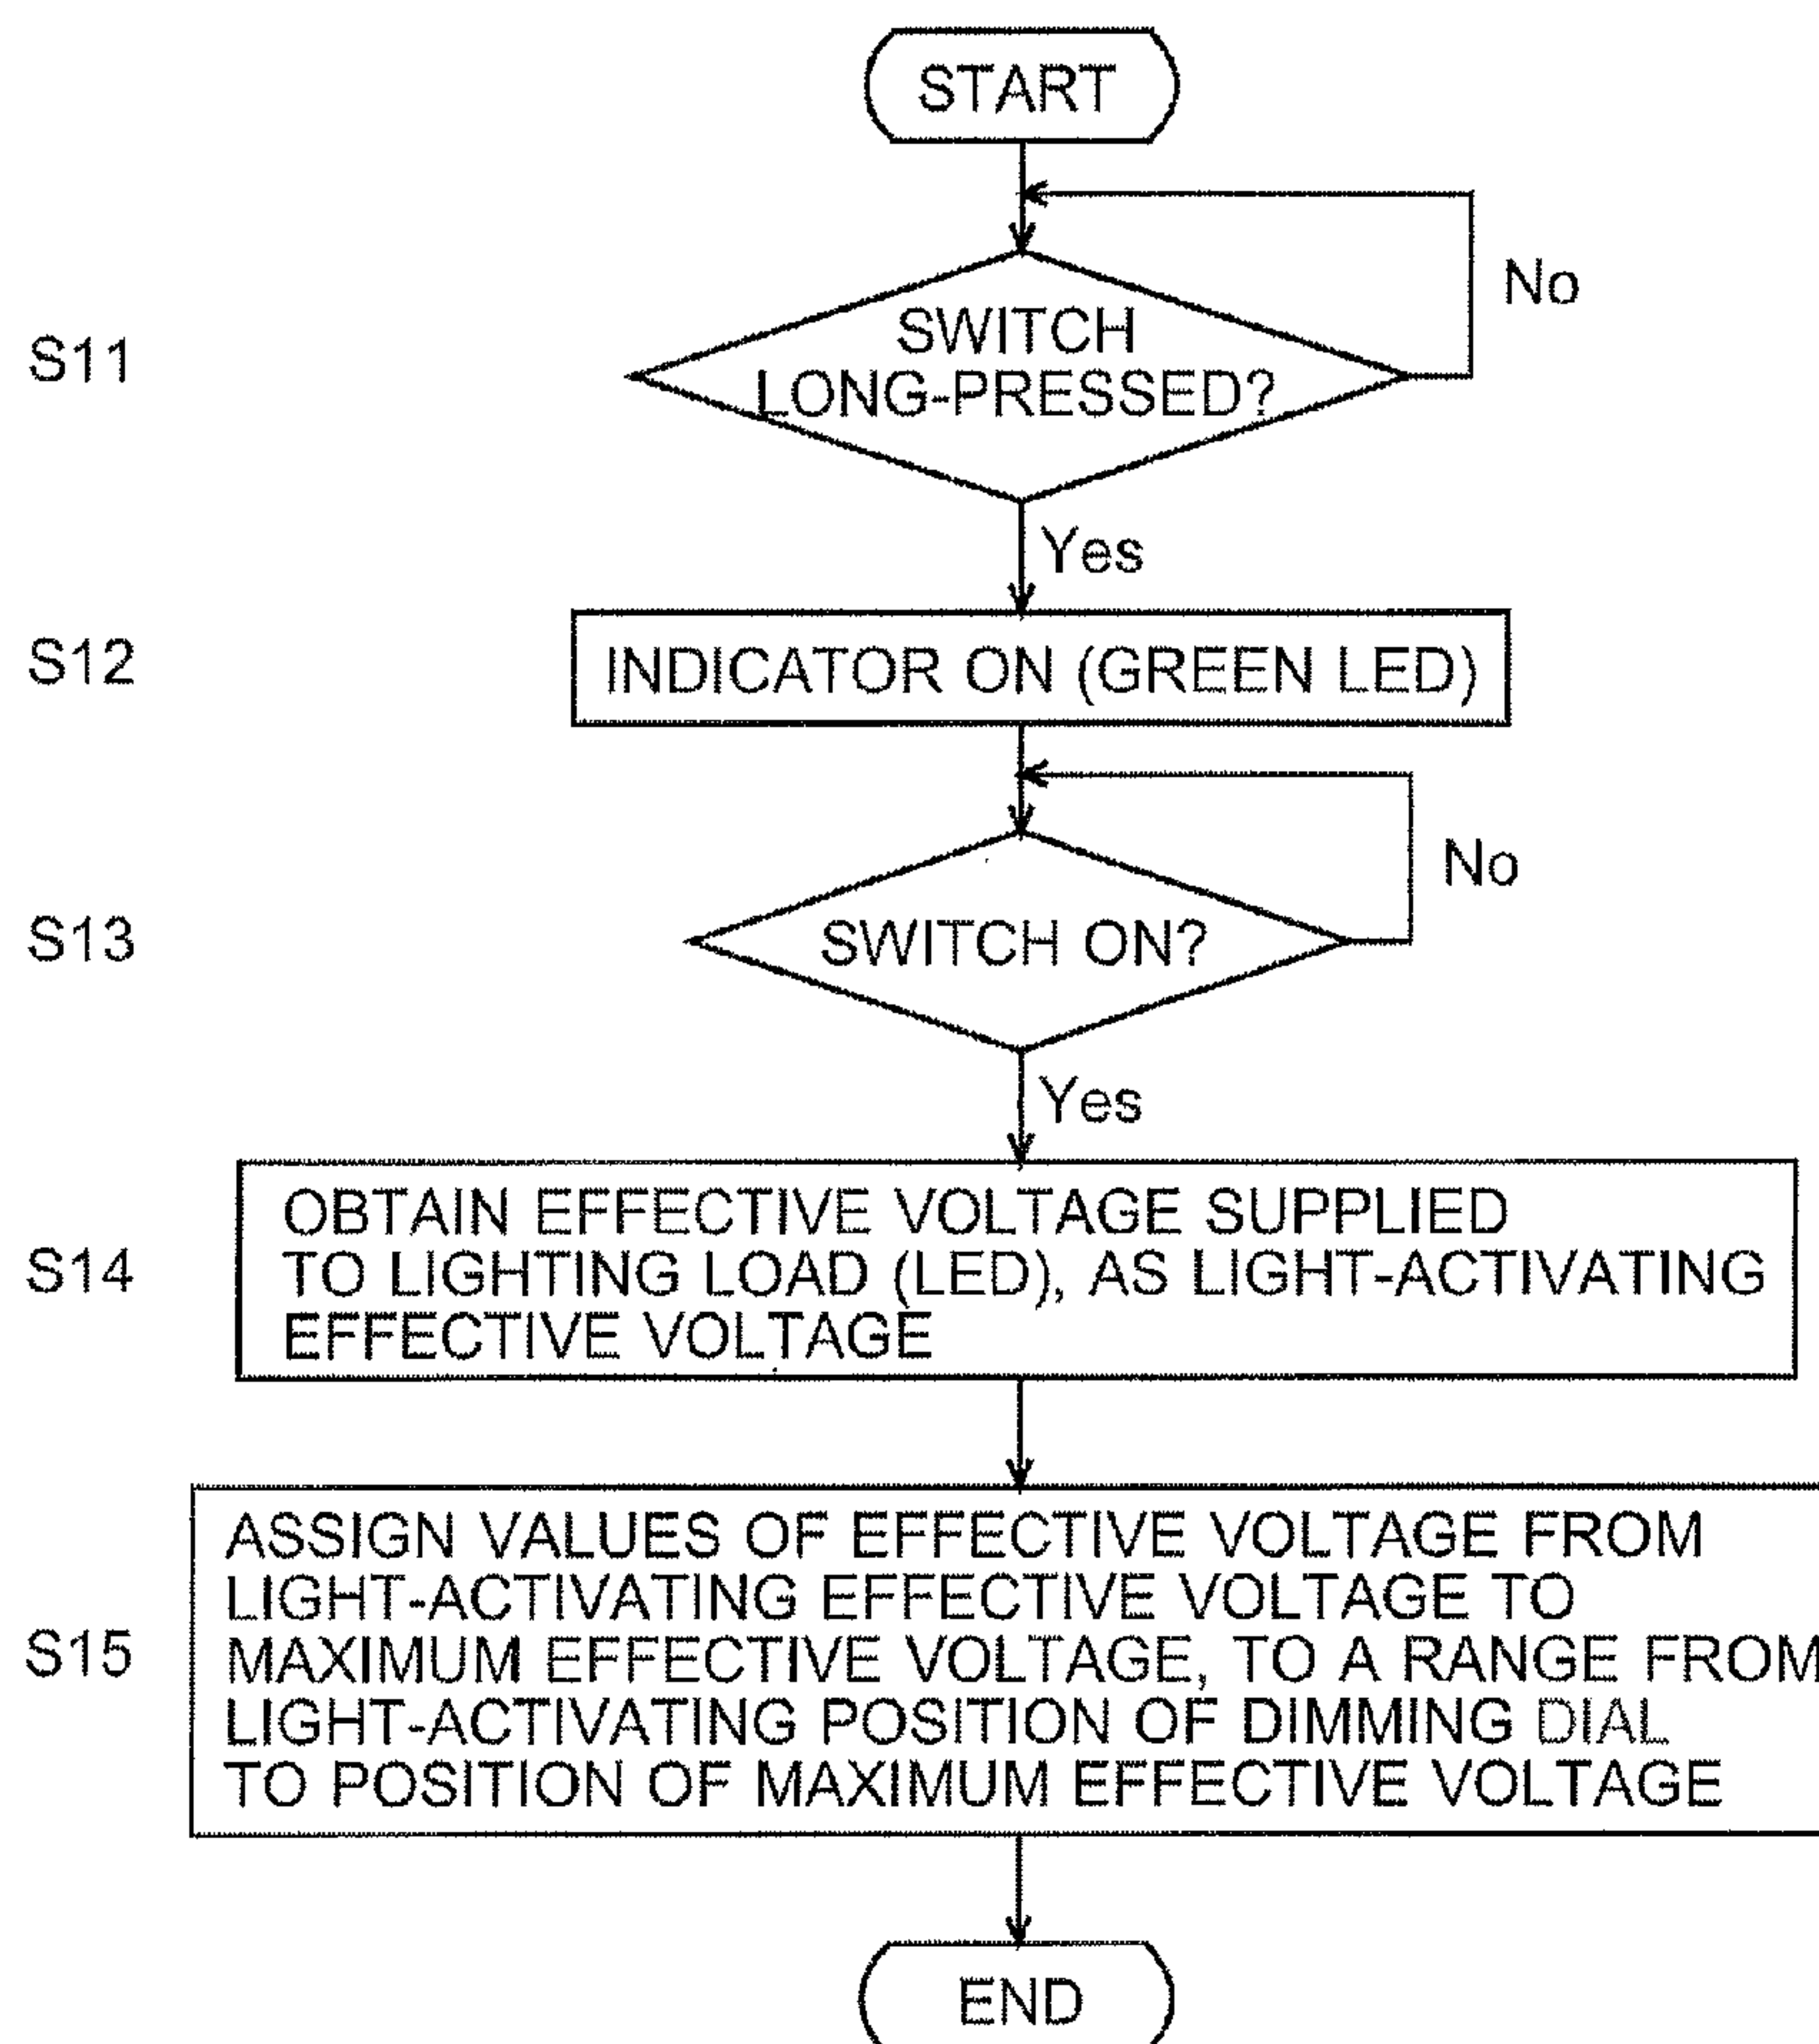 START
No
S11
SWITCH
LONG-PRESSED?
Yes
S12
INDICATOR ON (GREEN LED)
No
S13
SWITCH ON?
Yes
S14
OBTAIN EFFECTIVE VOLTAGE SUPPLIED
TO LIGHTING LOAD (LED), AS LIGHT-ACTIVATING
EFFECTIVE VOLTAGE
S15
ASSIGN VALUES OF EFFECTIVE VOLTAGE FROM
LIGHT-ACTIVATING EFFECTIVE VOLTAGE TO
MAXIMUM EFFECTIVE VOLTAGE, TO A RANGE FROM
LIGHT-ACTIVATING POSITION OF DIMMING DIAL
TO POSITION OF MAXIMUM EFFECTIVE VOLTAGE
END